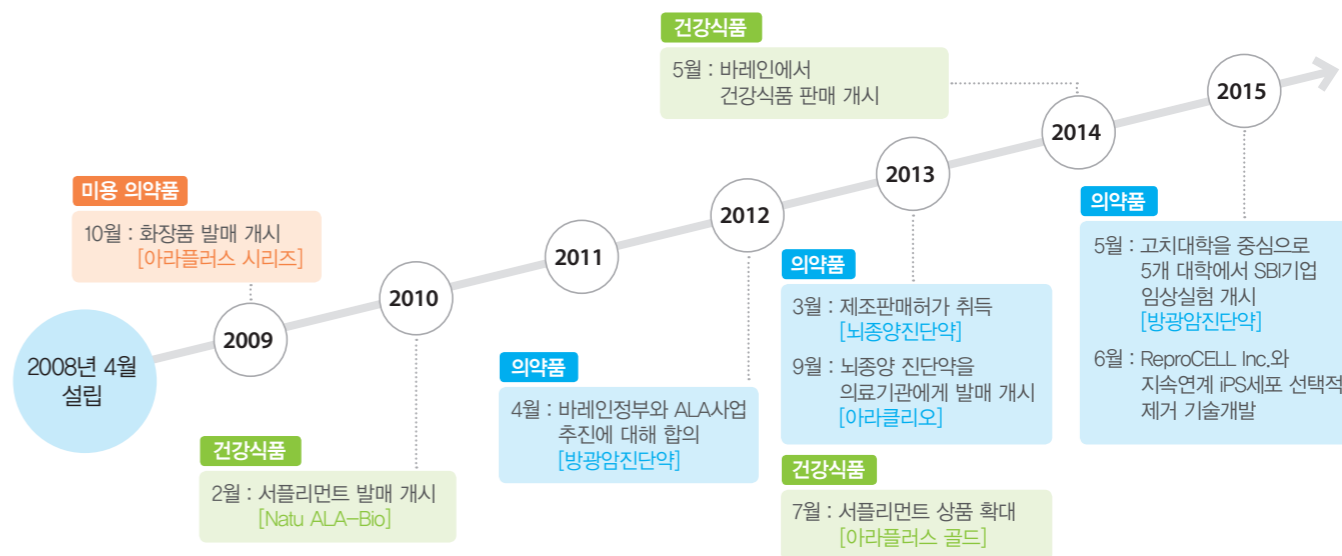 2008년 4월
설립
2009
미용 의약품
10월 : 화장품 발매 개시
[아라플러스 시리즈]
2010
건강식품
2월 : 서플리먼트 발매 개시
[Natu ALA-Bio]
2011
2012
의약품
4월 : 바레인정부와 ALA사업
추진에 대해 합의
[방광암진단약]
2013
의약품
3월 : 제조판매허가 취득
[뇌종양진단약]
9월 : 뇌종양 진단약을
의료기관에게 발매 개시
[아라클리오]
건강식품
7월 : 서플리먼트 상품 확대
[아라플러스 골드]
2014
건강식품
5월 : 바레인에서
건강식품 판매 개시
2015
의약품
5월 : 고치대학을 중심으로
5개 대학에서 SBI기업
임상실험 개시
[방광암진단약]
6월 : ReproCELL Inc.와
지속연계 iPS세포 선택적
제거 기술개발